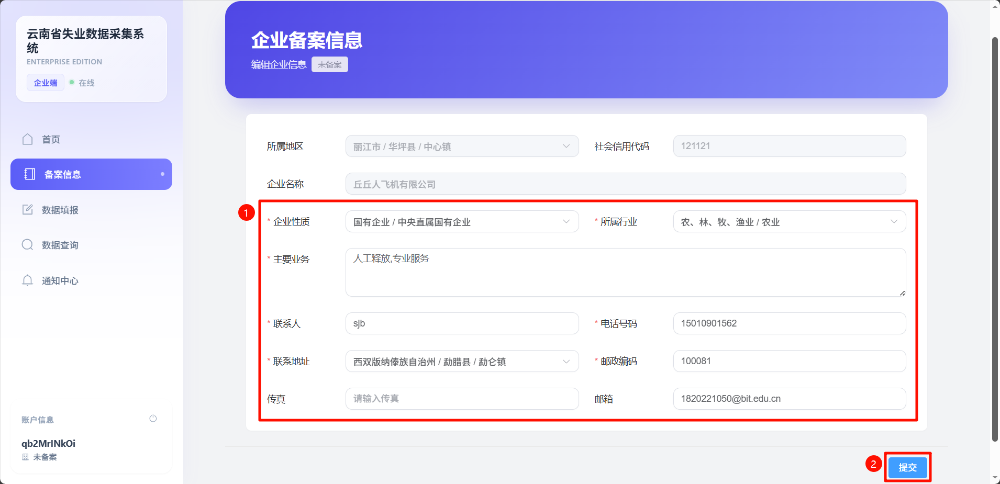 云南省失业数据采集系
统
ENTERPRISE EDITION
企业端 在线
首页
备案信息
数据填报
数据查询
通知中心
账户信息
qb2MrINkOi
未备案
企业备案信息
编辑企业信息 未备案
所属地区 丽江市 / 华坪县 / 中心镇 社会信用代码 121121
企业名称 丘丘人飞机有限公司
1
* 企业性质 国有企业 / 中央直属国有企业 * 所属行业 农、林、牧、渔业 / 农业
* 主要业务 人工释放,专业服务
* 联系人 sjb * 电话号码 15010901562
* 联系地址 西双版纳傣族自治州 / 勐腊县 / 勐仑镇 * 邮政编码 100081
传真 请输入传真 邮箱 1820221050@bit.edu.cn
2 提交